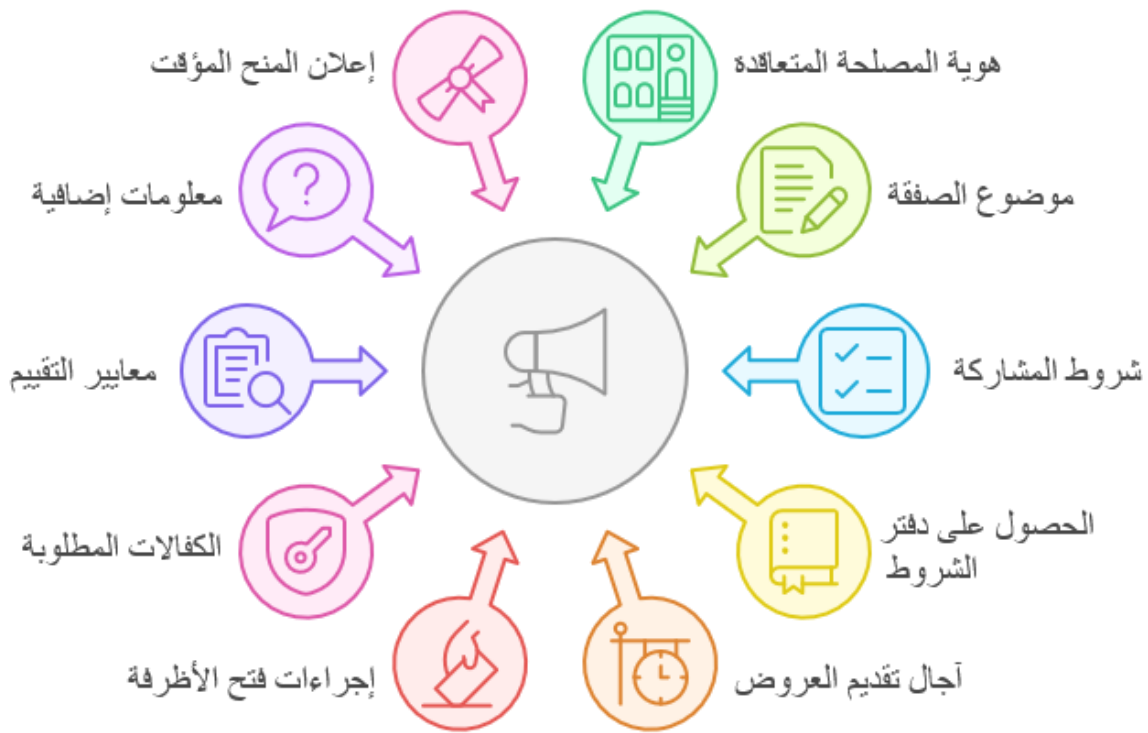 هوية المصلحة المتعاقدة
موضوع الصفقة
شروط المشاركة
الحصول على دفتر
الشروط
آجال تقديم العروض
إجراءات فتح الأظرفة
الكفالات المطلوبة
معايير التقييم
معلومات إضافية
إعلان المنح المؤقت